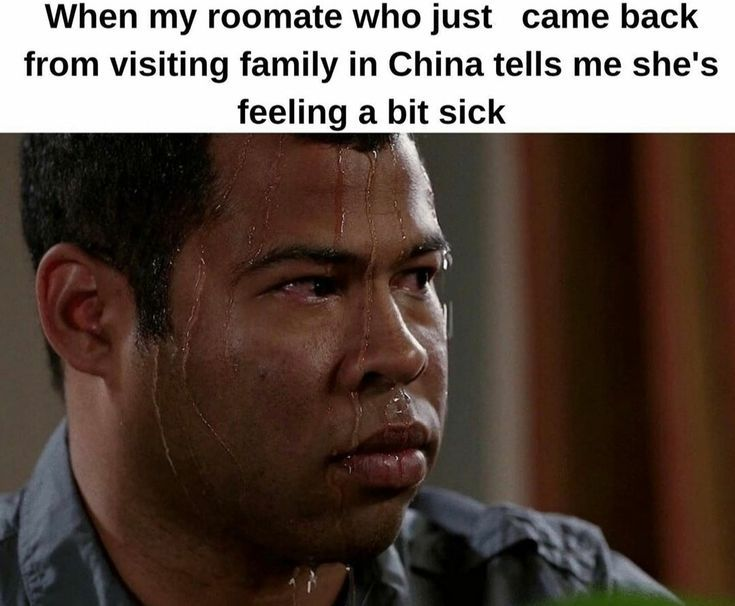 When my roomate who just came back
from visiting family in China tells me she's
feeling a bit sick